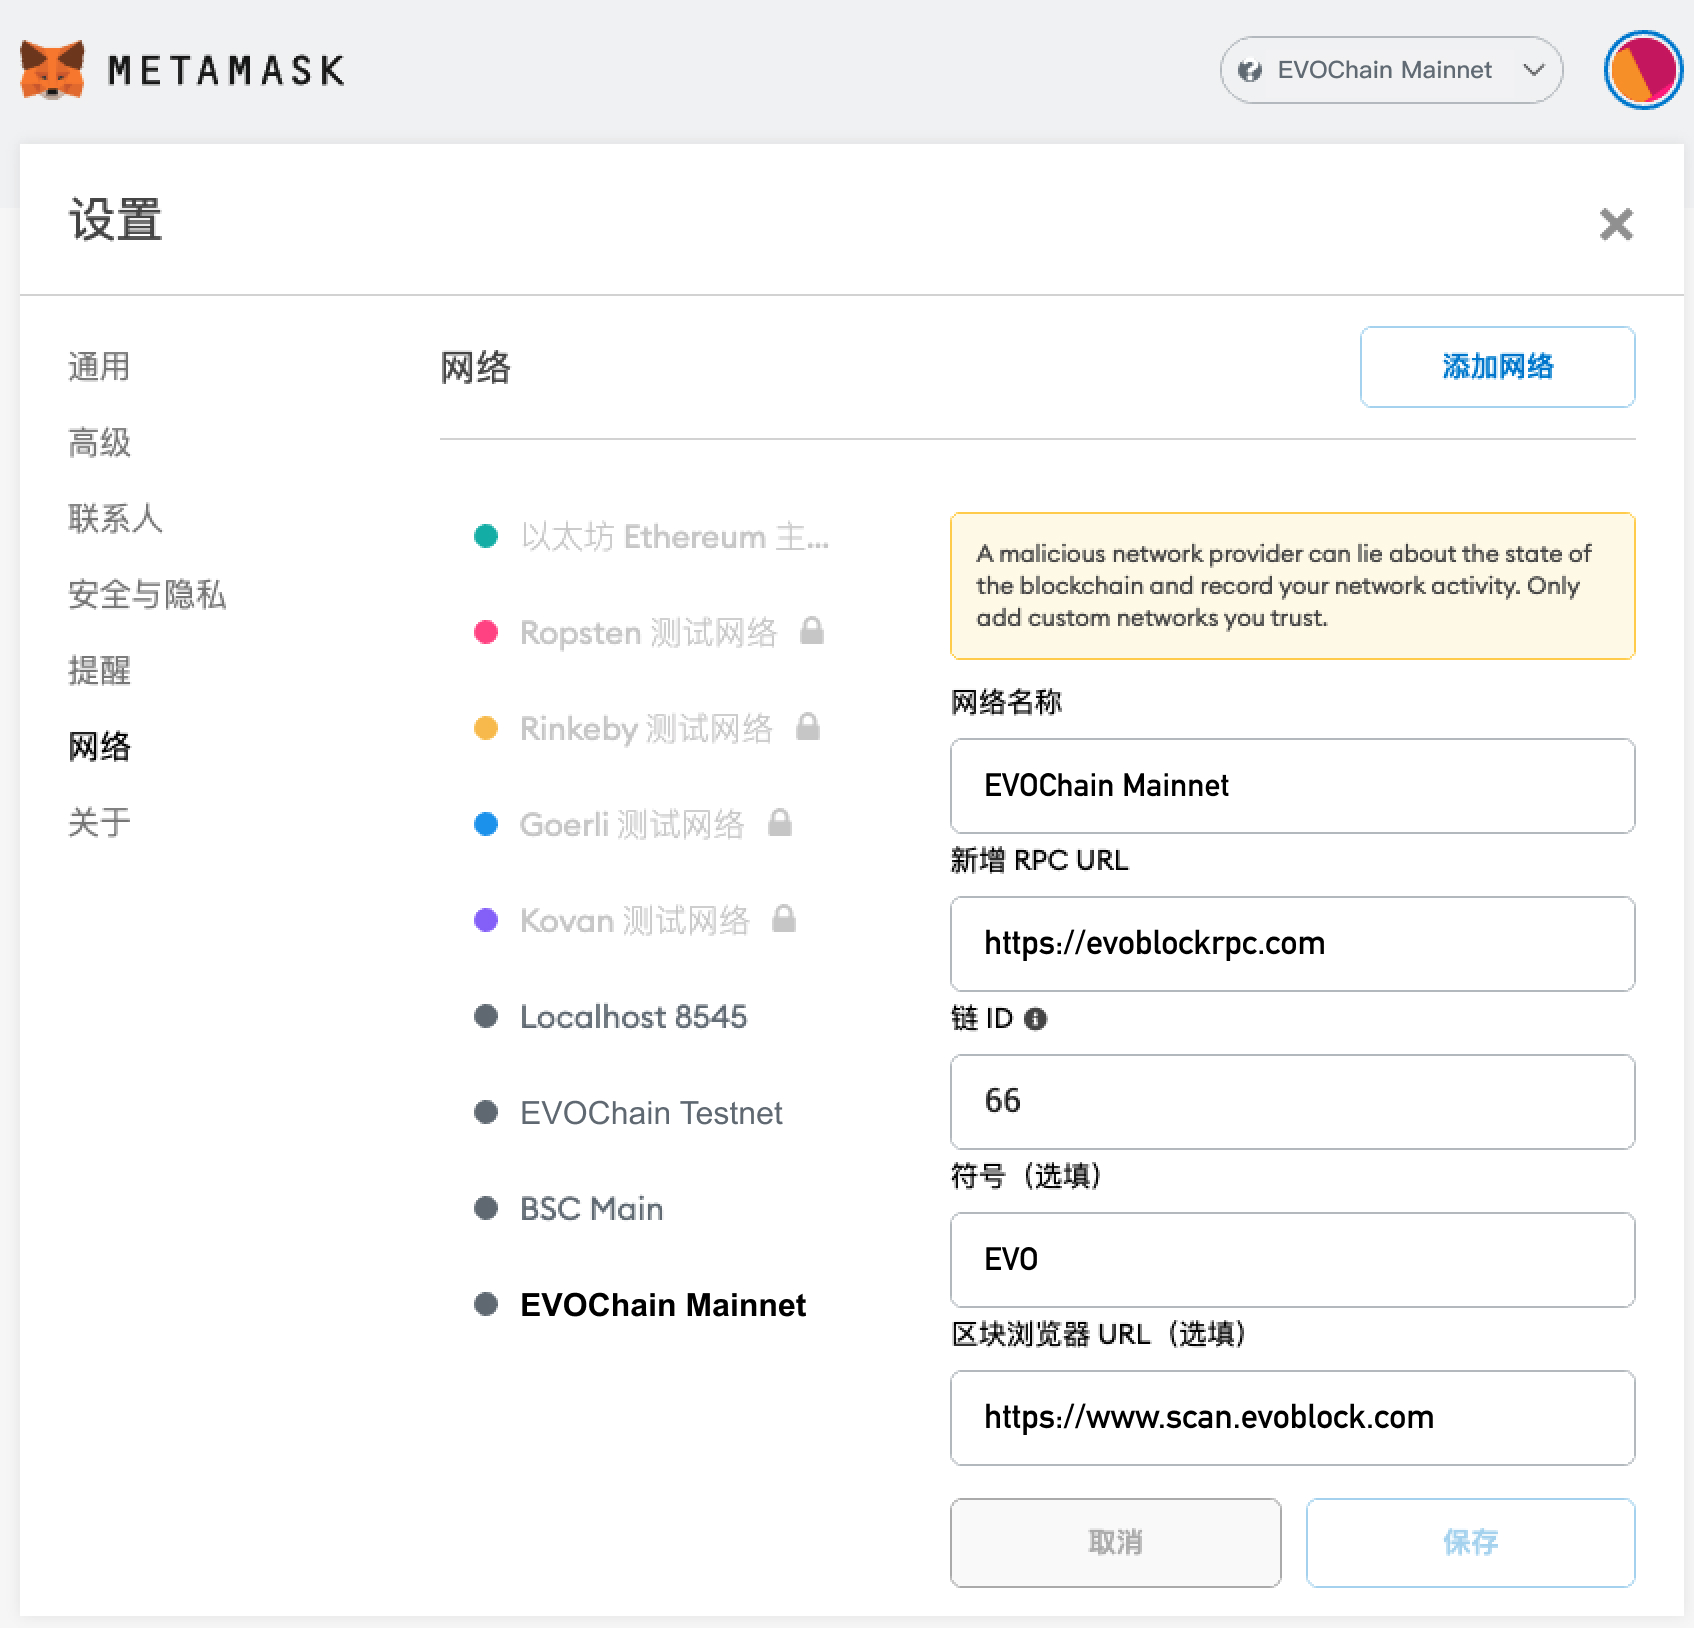 METAMASK
EVOChain Mainnet
设置
通用
高级
联系人
安全与隐私
提醒
网络
关于
网络
添加网络
以太坊 Ethereum 主...
Ropsten 测试网络
Rinkeby 测试网络
Goerli 测试网络
Kovan 测试网络
Localhost 8545
EVOChain Testnet
BSC Main
EVOChain Mainnet
A malicious network provider can lie about the state of
the blockchain and record your network activity. Only
add custom networks you trust.
网络名称
EVOChain Mainnet
新增 RPC URL
https://evoblockrpc.com
链 ID
66
符号（选填）
EVO
区块浏览器 URL（选填）
https://www.scan.evoblock.com
取消
保存